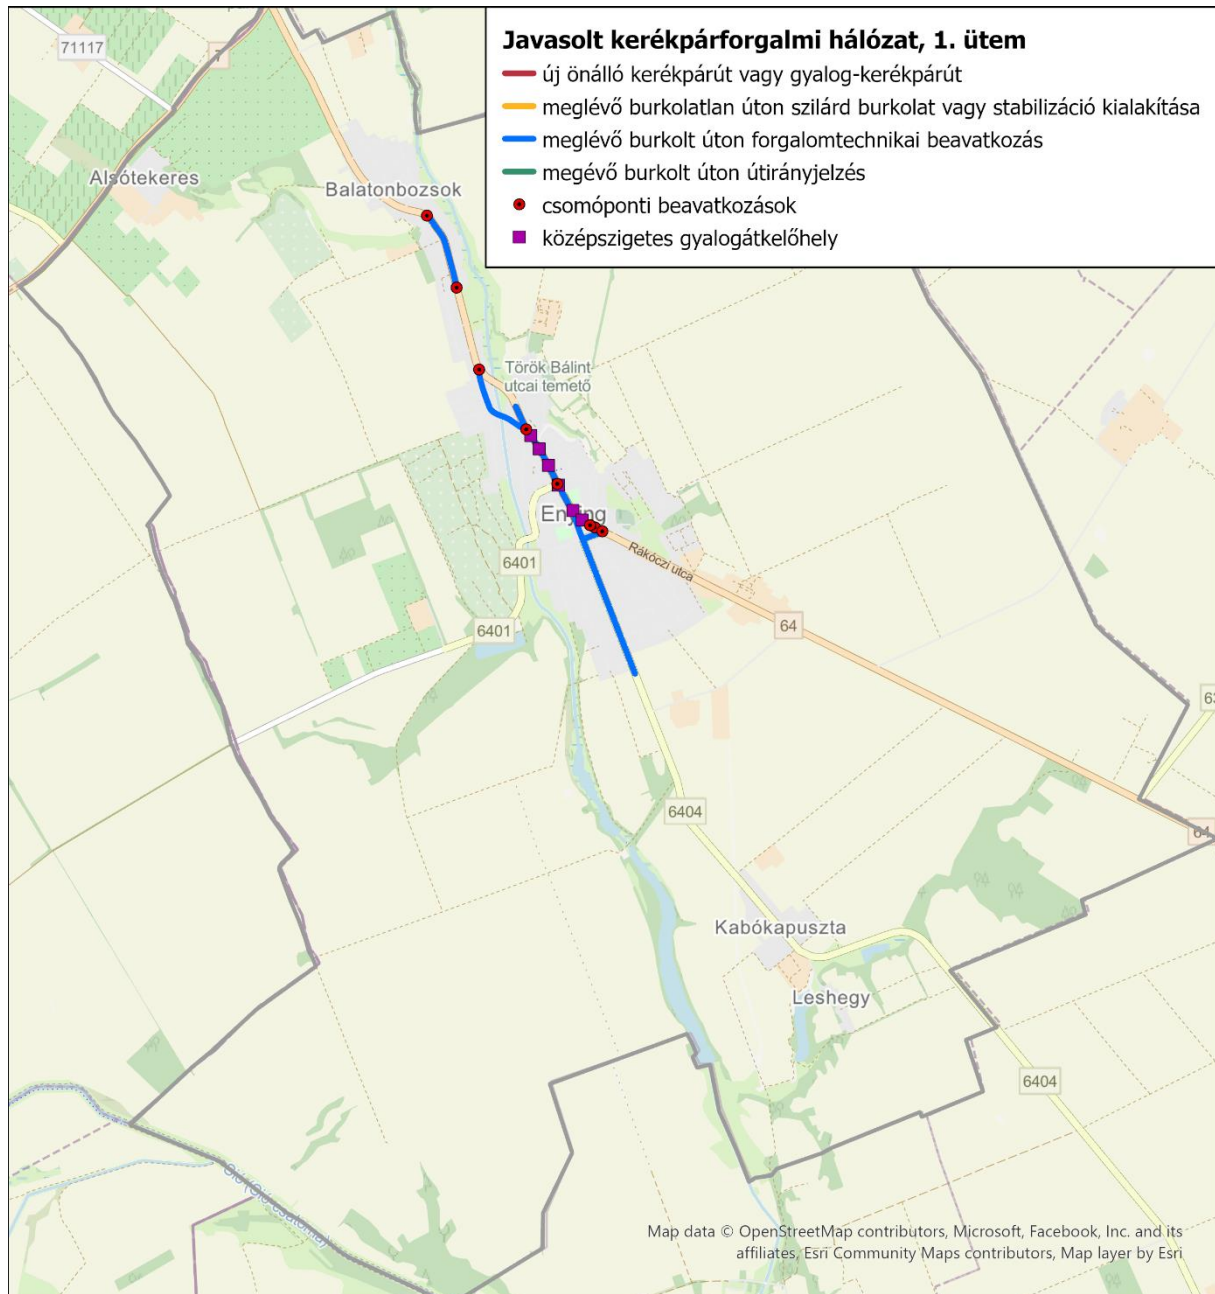 Javasolt kerékpárforgalmi hálózat, 1. ütem
új önálló kerékpárút vagy gyalog-kerékpárút
meglévő burkolatlan úton szilárd burkolat vagy stabilizáció kialakítása
meglévő burkolt úton forgalomtechnikai beavatkozás
megévő burkolt úton útirányjelzés
csomóponti beavatkozások
középszigetes gyalogátkelőhely
71117
7
Alsótekeres
Balatonbozsok
Török Bálint
utcai temető
Enying
6401
Rákóczi utca
6401
64
6404
64
Kabókapuszta
Leshegy
6404
Map data © OpenStreetMap contributors, Microsoft, Facebook, Inc. and its
affiliates, Esri Community Maps contributors, Map layer by Esri